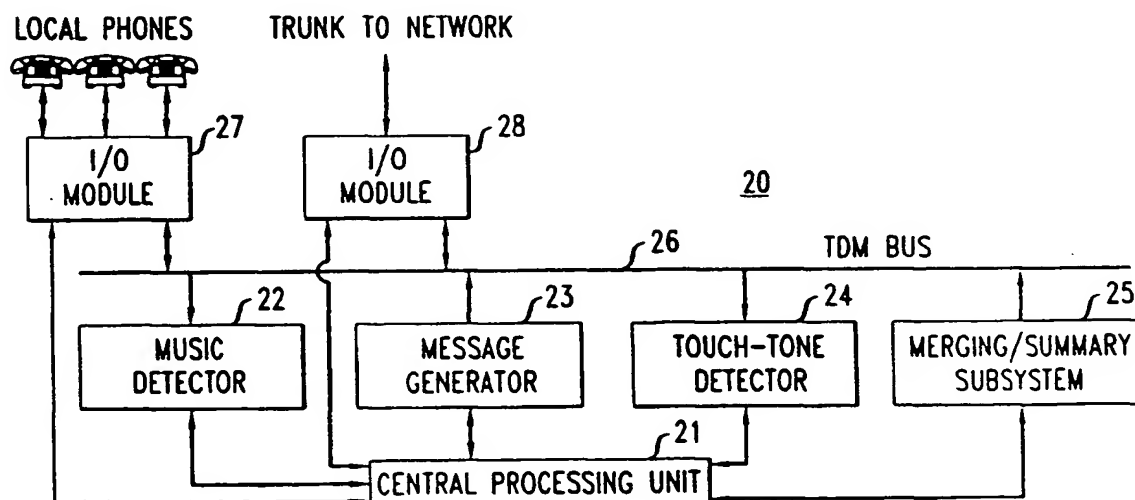 LOCAL PHONES
TRUNK TO NETWORK
27
I/O
MODULE
28
I/O
MODULE
20
26
TDM BUS
22
MUSIC
DETECTOR
23
MESSAGE
GENERATOR
24
TOUCH-TONE
DETECTOR
25
MERGING/SUMMARY
SUBSYSTEM
21
CENTRAL PROCESSING UNIT